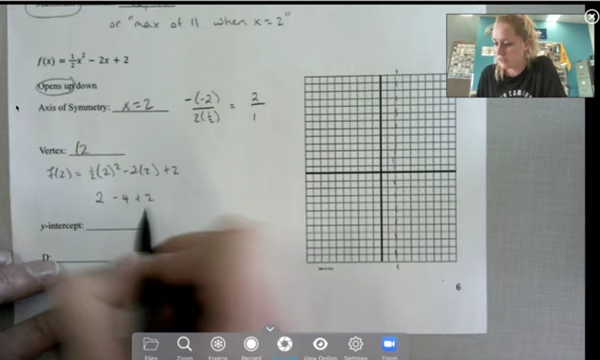 or "max of 11 when x=2"
f(x) = 1/2 x² − 2x + 2
Opens up/down
Axis of Symmetry: x=2 -(-2)/2(½) = 2/1
Vertex: (2
f(2) = ½(2)² -2(2) +2
2 -4 +2
y-intercept:
D:
6
Files Zoom Freeze Record View Option Settings Zoom